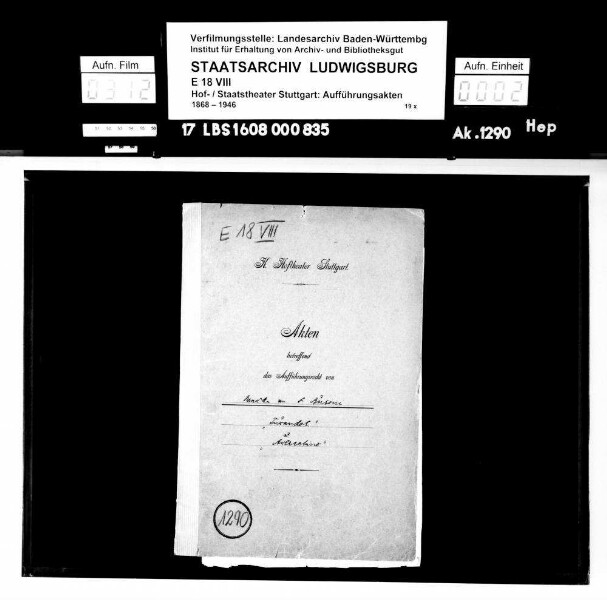 Verfilmungsstelle: Landesarchiv Baden-Württembg
Institut für Erhaltung von Archiv- und Bibliotheksgut
STAATSARCHIV LUDWIGSBURG
E 18 VIII
Hof- / Staatstheater Stuttgart: Aufführungsakten
1868 – 1946
19 x
Aufn. Film
0312
Aufn. Einheit
0002
17 LBS1608 000 835
Ak. 1290 Hep
E 18 VIII
K. Hoftheater Stuttgart.
Akten
betreffend
das Aufführungsrecht von
F. Busoni
"Turandot"
"Arlecchino"
1290